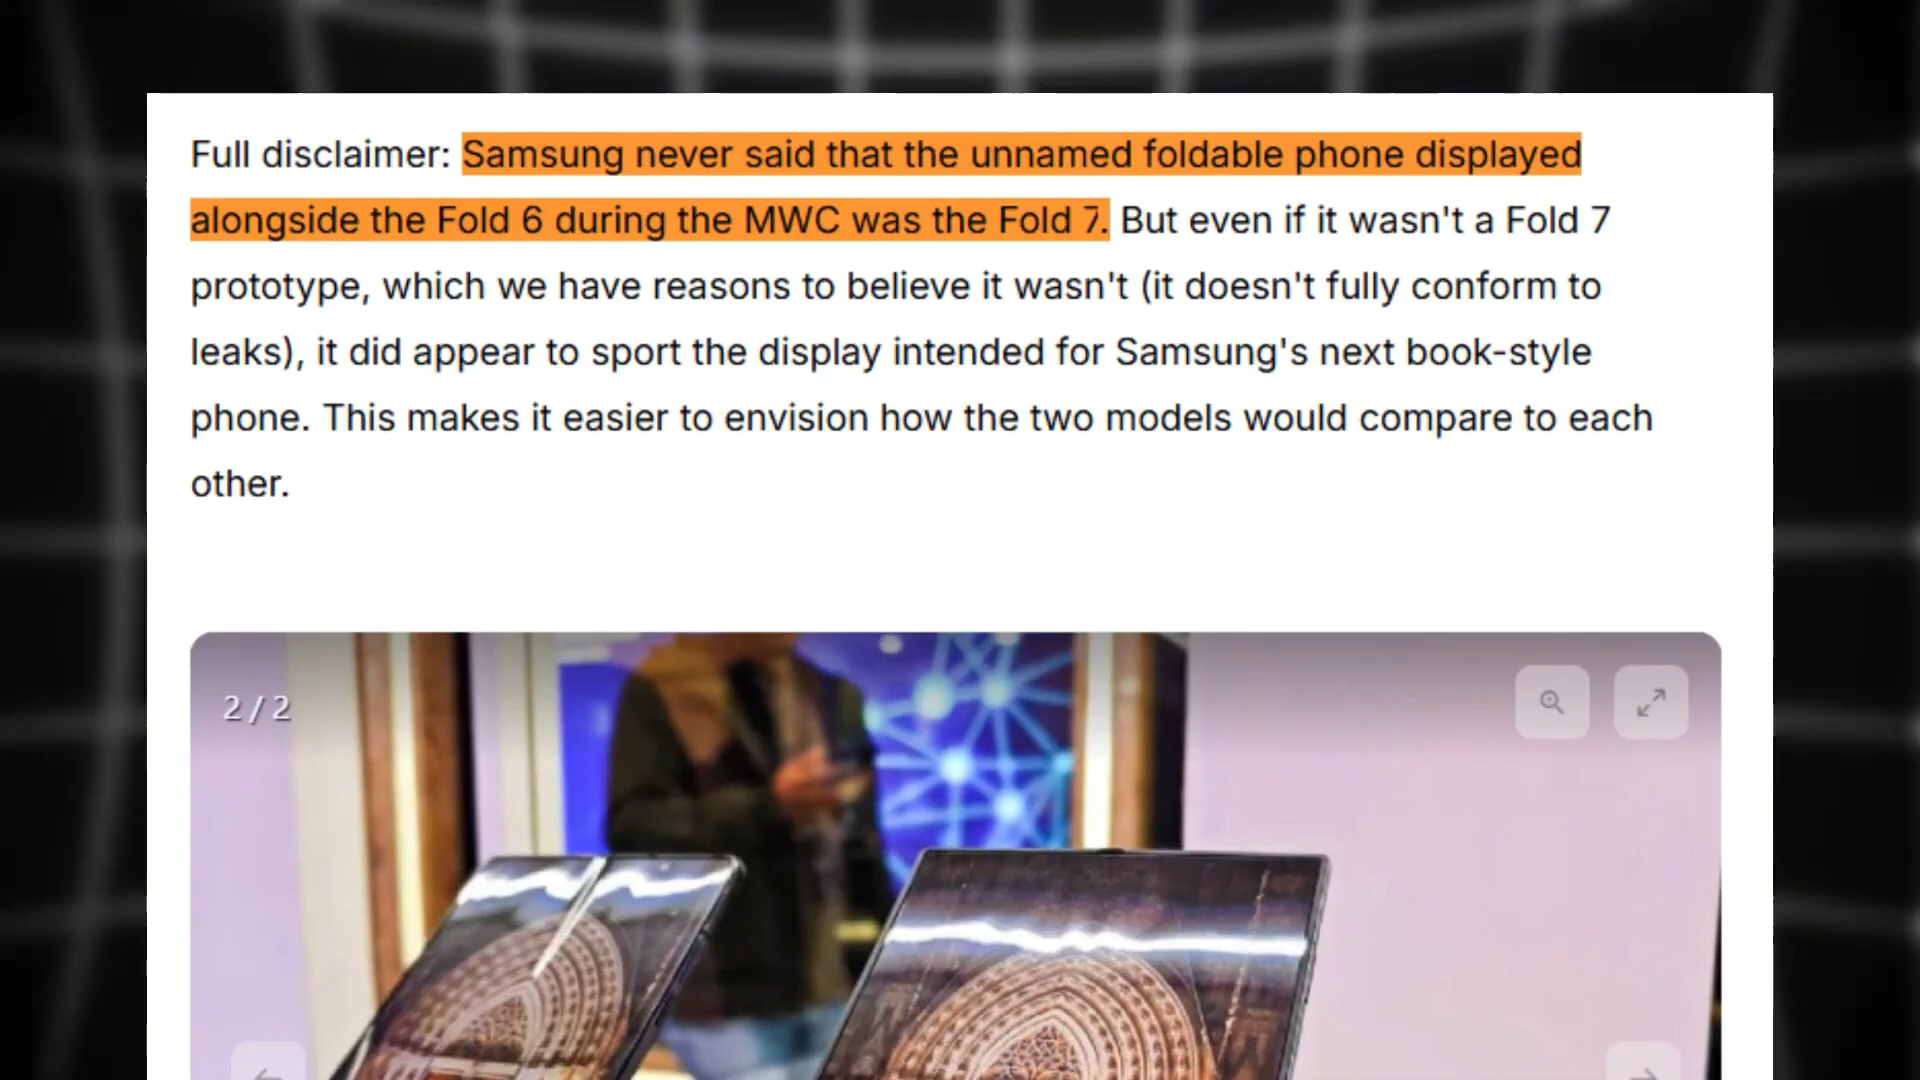 Full disclaimer: Samsung never said that the unnamed foldable phone displayed
alongside the Fold 6 during the MWC was the Fold 7. But even if it wasn't a Fold 7
prototype, which we have reasons to believe it wasn't (it doesn't fully conform to
leaks), it did appear to sport the display intended for Samsung's next book-style
phone. This makes it easier to envision how the two models would compare to each
other.
2 / 2